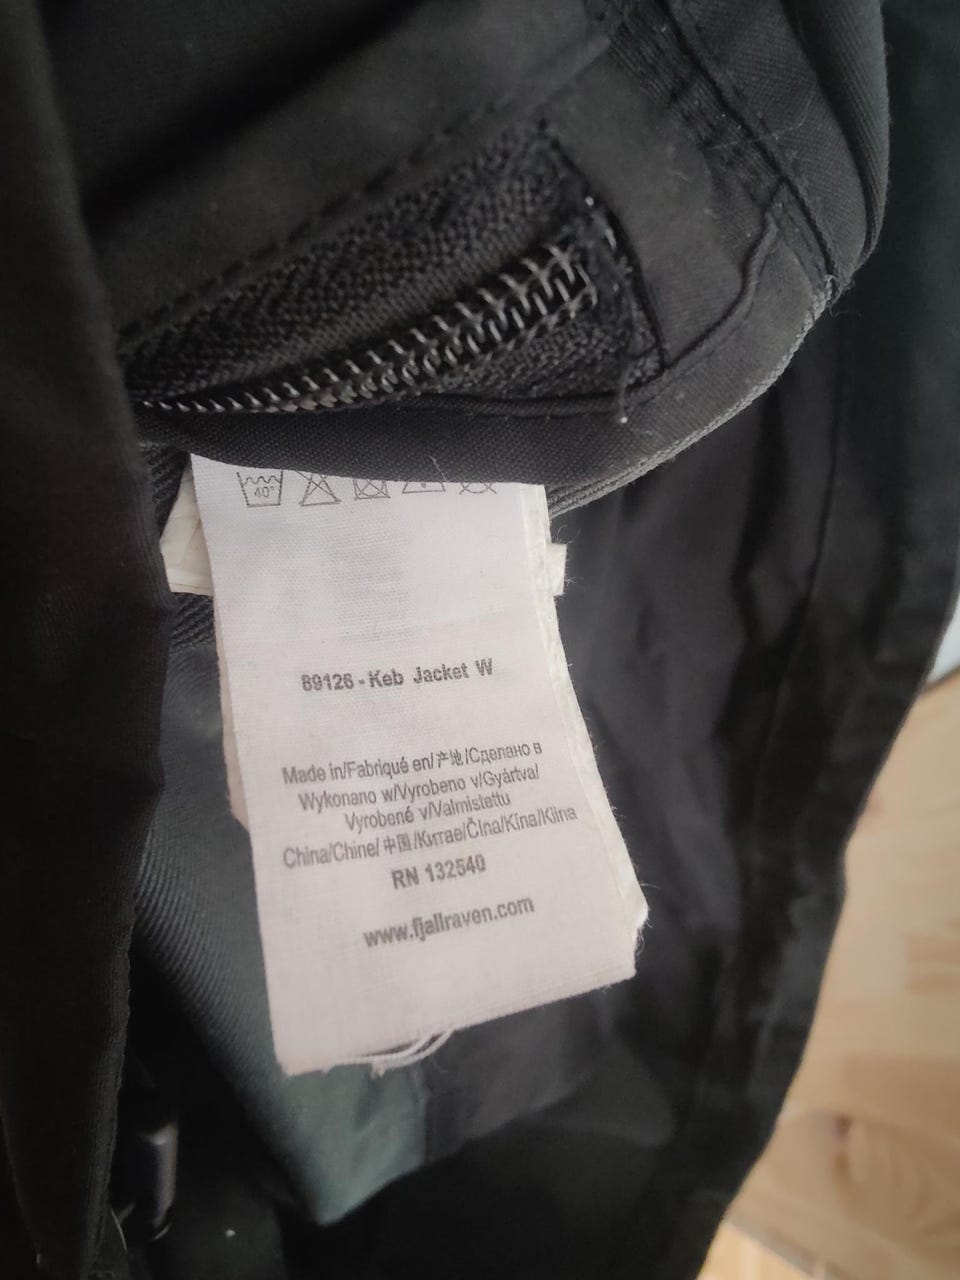 40°
89126 - Keb Jacket W
Made in/Fabriqué en/产地/Сделано в
Wykonano w/Vyrobeno v/Gyártva/
Vyrobené v/Valmistettu
China/Chine/ 中国/Китае/Čína/Kína/Kiina
RN 132540
www.fjallraven.com